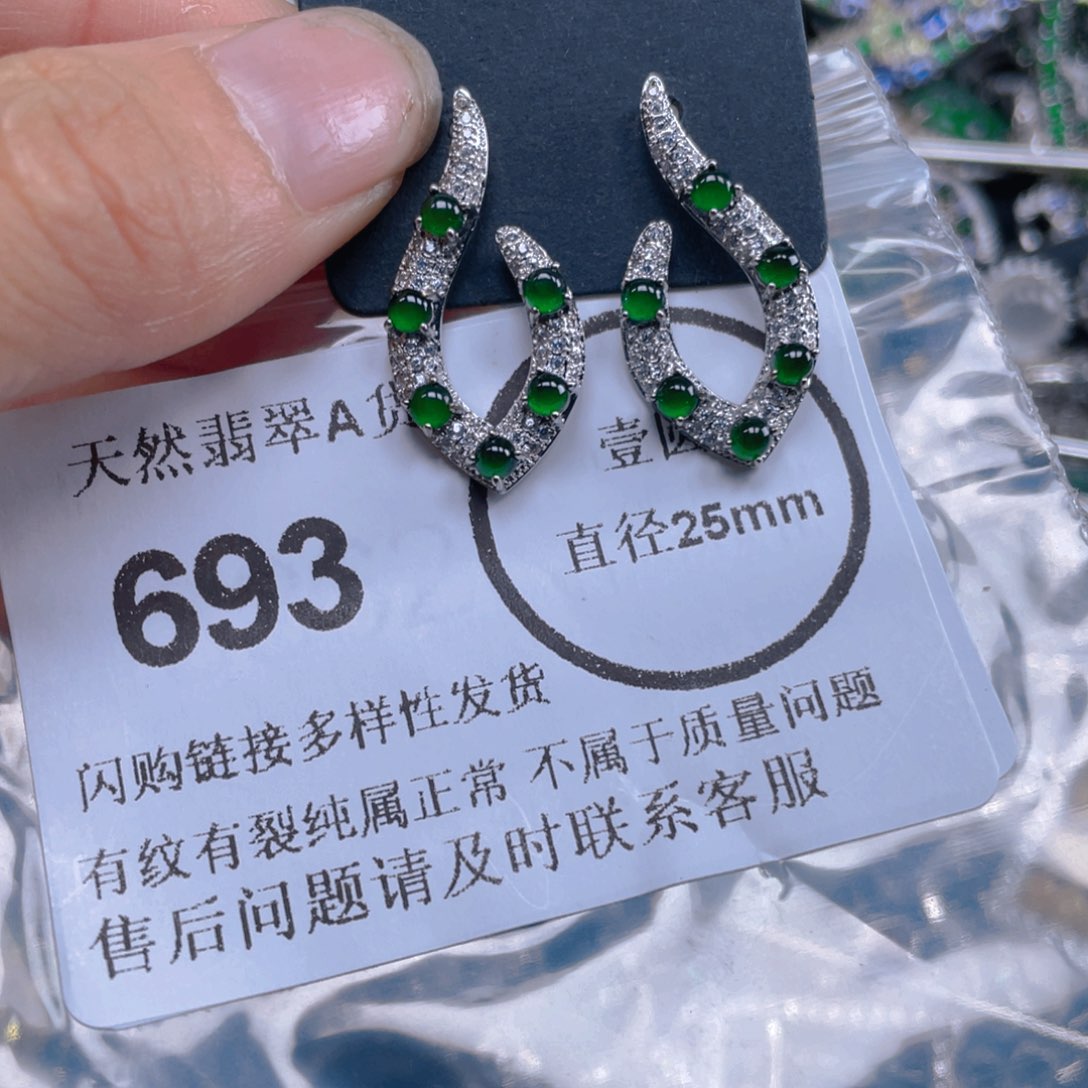 天然翡翠A货
壹
直径25mm
693
闪购链接多样性发货
有纹有裂纯属正常 不属于质量问题
售后问题请及时联系客服